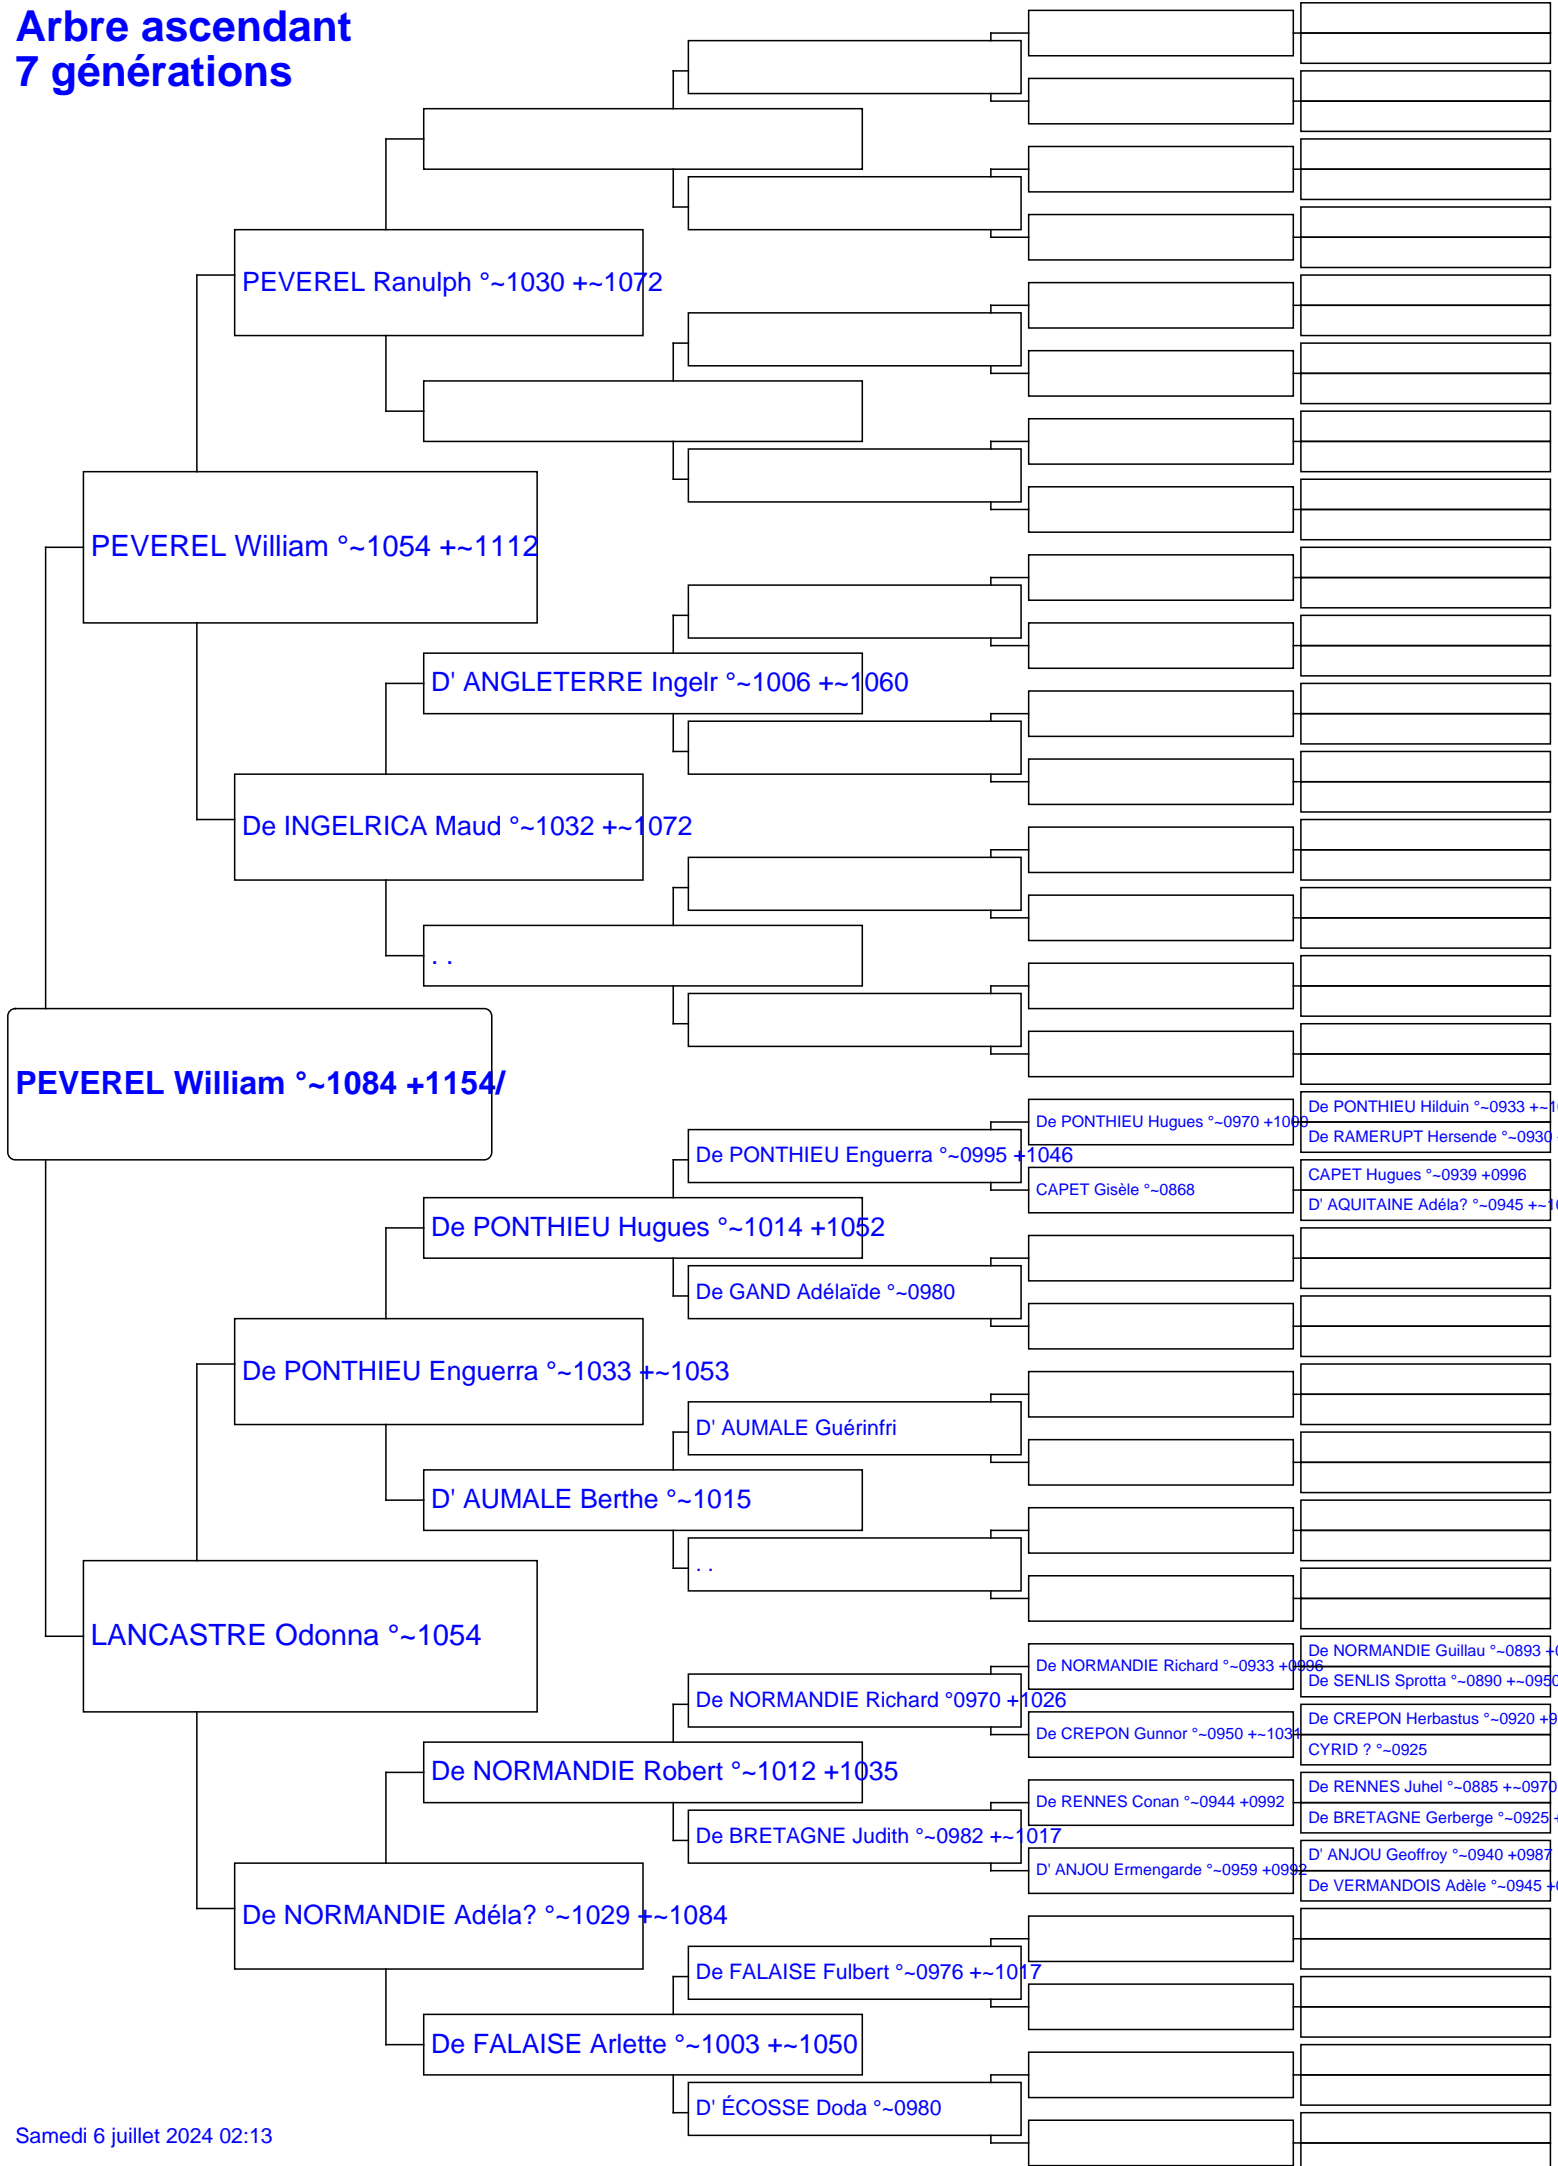 Arbre ascendant
7 générations
PEVEREL Ranulph °~1030 +~1072
PEVEREL William °~1054 +~1112
D' ANGLETERRE Ingelr °~1006 +~1060
De INGELRICA Maud °~1032 +~1072
. .
PEVEREL William °~1084 +1154/
De PONTHIEU Hilduin °~0933 +~1
De PONTHIEU Hugues °~0970 +1000
De RAMERUPT Hersende °~0930
De PONTHIEU Enguerra °~0995 +1046
CAPET Hugues °~0939 +0996
CAPET Gisèle °~0868
D' AQUITAINE Adéla? °~0945 +~10
De PONTHIEU Hugues °~1014 +1052
De GAND Adélaïde °~0980
De PONTHIEU Enguerra °~1033 +~1053
D' AUMALE Guérinfri
D' AUMALE Berthe °~1015
. .
LANCASTRE Odonna °~1054
De NORMANDIE Guillau °~0893 +0
De NORMANDIE Richard °~0933 +0996
De SENLIS Sprotta °~0890 +~0950
De NORMANDIE Richard °0970 +1026
De CREPON Herbastus °~0920 +9
De CREPON Gunnor °~0950 +~1031
CYRID ? °~0925
De NORMANDIE Robert °~1012 +1035
De RENNES Juhel °~0885 +~0970
De RENNES Conan °~0944 +0992
De BRETAGNE Gerberge °~0925 +
De BRETAGNE Judith °~0982 +~1017
D' ANJOU Geoffroy °~0940 +0987
D' ANJOU Ermengarde °~0959 +0992
De VERMANDOIS Adèle °~0945 +0
De NORMANDIE Adéla? °~1029 +~1084
De FALAISE Fulbert °~0976 +~1017
De FALAISE Arlette °~1003 +~1050
D' ÉCOSSE Doda °~0980
Samedi 6 juillet 2024 02:13